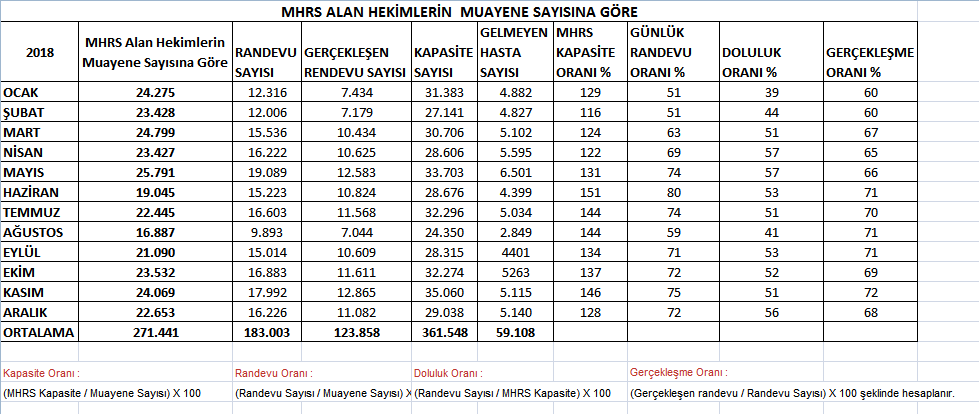 MHRS ALAN HEKİMLERİN MUAYENE SAYISINA GÖRE
2018 MHRS Alan Hekimlerin Muayene Sayısına Göre RANDEVU SAYISI GERÇEKLEŞEN RENDEVU SAYISI KAPASİTE SAYISI GELMEYEN HASTA SAYISI MHRS KAPASİTE ORANI % GÜNLÜK RANDEVU ORANI % DOLULUK ORANI % GERÇEKLEŞME ORANI %
OCAK 24.275 12.316 7.434 31.383 4.882 129 51 39 60
ŞUBAT 23.428 12.006 7.179 27.141 4.827 116 51 44 60
MART 24.799 15.536 10.434 30.706 5.102 124 63 51 67
NİSAN 23.427 16.222 10.625 28.606 5.595 122 69 57 65
MAYIS 25.791 19.089 12.583 33.703 6.501 131 74 57 66
HAZİRAN 19.045 15.223 10.824 28.676 4.399 151 80 53 71
TEMMUZ 22.445 16.603 11.568 32.296 5.034 144 74 51 70
AĞUSTOS 16.887 9.893 7.044 24.350 2.849 144 59 41 71
EYLÜL 21.090 15.014 10.609 28.315 4401 134 71 53 71
EKİM 23.532 16.883 11.611 32.274 5263 137 72 52 69
KASIM 24.069 17.992 12.865 35.060 5.115 146 75 51 72
ARALIK 22.653 16.226 11.082 29.038 5.140 128 72 56 68
ORTALAMA 271.441 183.003 123.858 361.548 59.108
Kapasite Oranı : Randevu Oranı : Doluluk Oranı : Gerçekleşme Oranı :
(MHRS Kapasite / Muayene Sayısı) X 100 (Randevu Sayısı / Muayene Sayısı) X (Randevu Sayısı / MHRS Kapasite) X 100 (Gerçekleşen randevu / Randevu Sayısı) X 100 şeklinde hesaplanır.